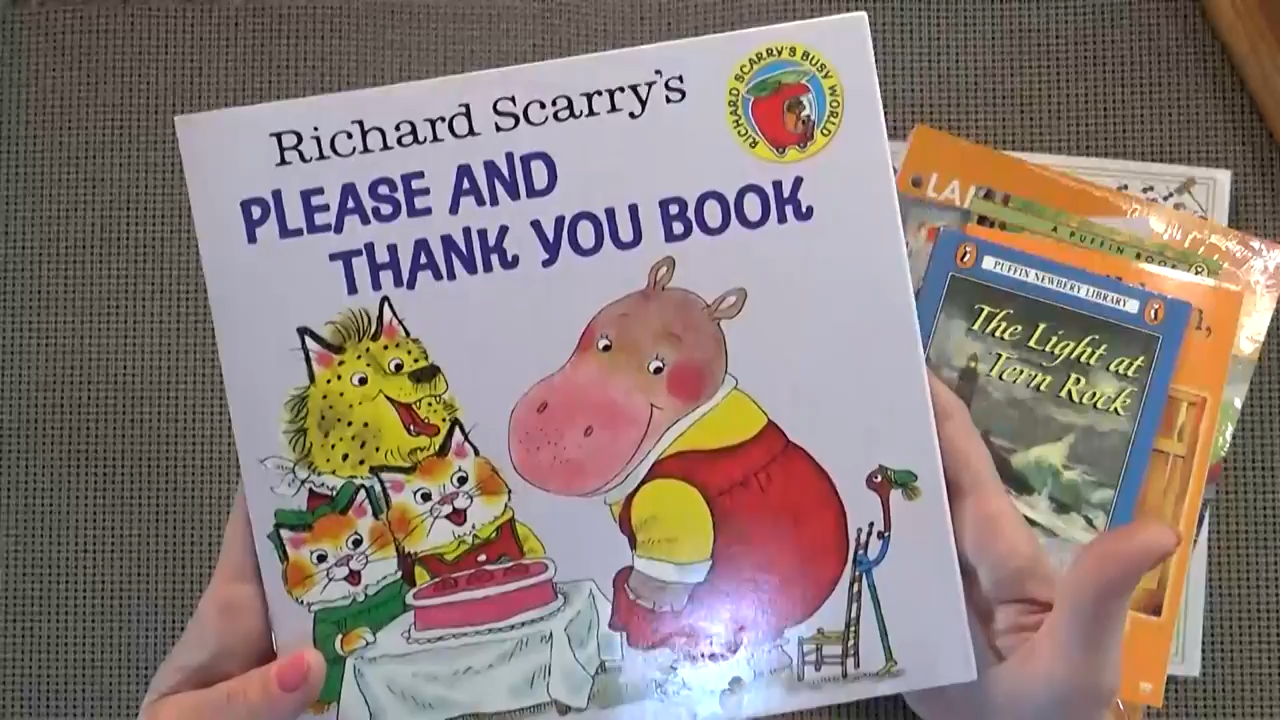 Richard Scarry's
PLEASE AND
THANK YOU BOOK
RICHARD SCARRY'S BUSY WORLD
A PUFFIN BOOK
PUFFIN NEWBERY LIBRARY
The Light at
Tern Rock